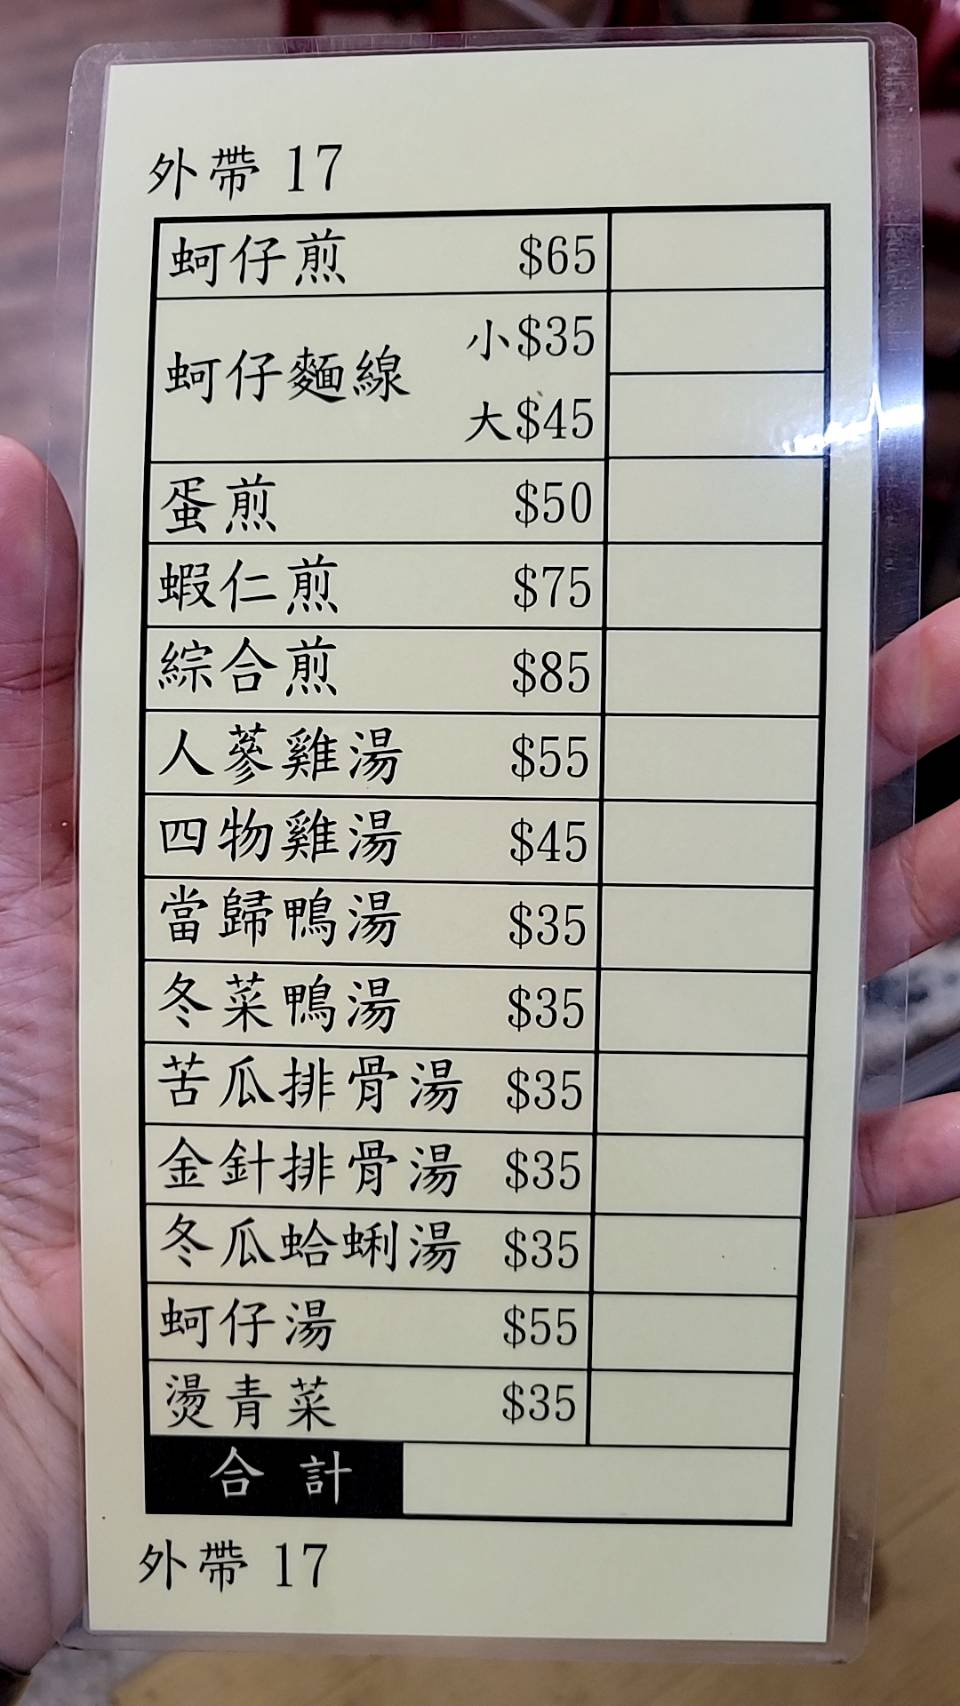 外帶 17
蚵仔煎 $65
蚵仔麵線 小$35
大$45
蛋煎 $50
蝦仁煎 $75
綜合煎 $85
人蔘雞湯 $55
四物雞湯 $45
當歸鴨湯 $35
冬菜鴨湯 $35
苦瓜排骨湯 $35
金針排骨湯 $35
冬瓜蛤蜊湯 $35
蚵仔湯 $55
燙青菜 $35
合計
外帶 17